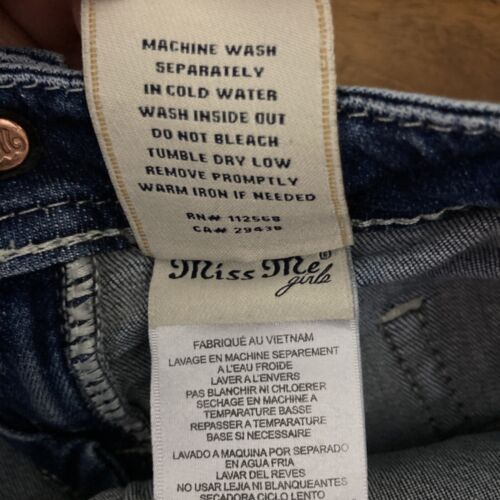 MACHINE WASH
SEPARATELY
IN COLD WATER
WASH INSIDE OUT
DO NOT BLEACH
TUMBLE DRY LOW
REMOVE PROMPTLY
WARM IRON IF NEEDED
RN# 112568
CA# 29438
Miss Me®
girls
FABRIQUÉ AU VIETNAM
LAVAGE EN MACHINE SEPAREMENT
A L'EAU FROIDE
LAVER A L'ENVERS
PAS BLANCHIR NI CHLOERER
SECHAGE EN MACHINE A
TEMPARATURE BASSE
REPASSER A TEMPARATURE
BASE SI NECESSAIRE
LAVADO A MAQUINA POR SEPARADO
EN AGUA FRIA
LAVAR DEL REVES
NO USAR LEJIA NI BLANQUEANTES
SECADORA CICLO LENTO